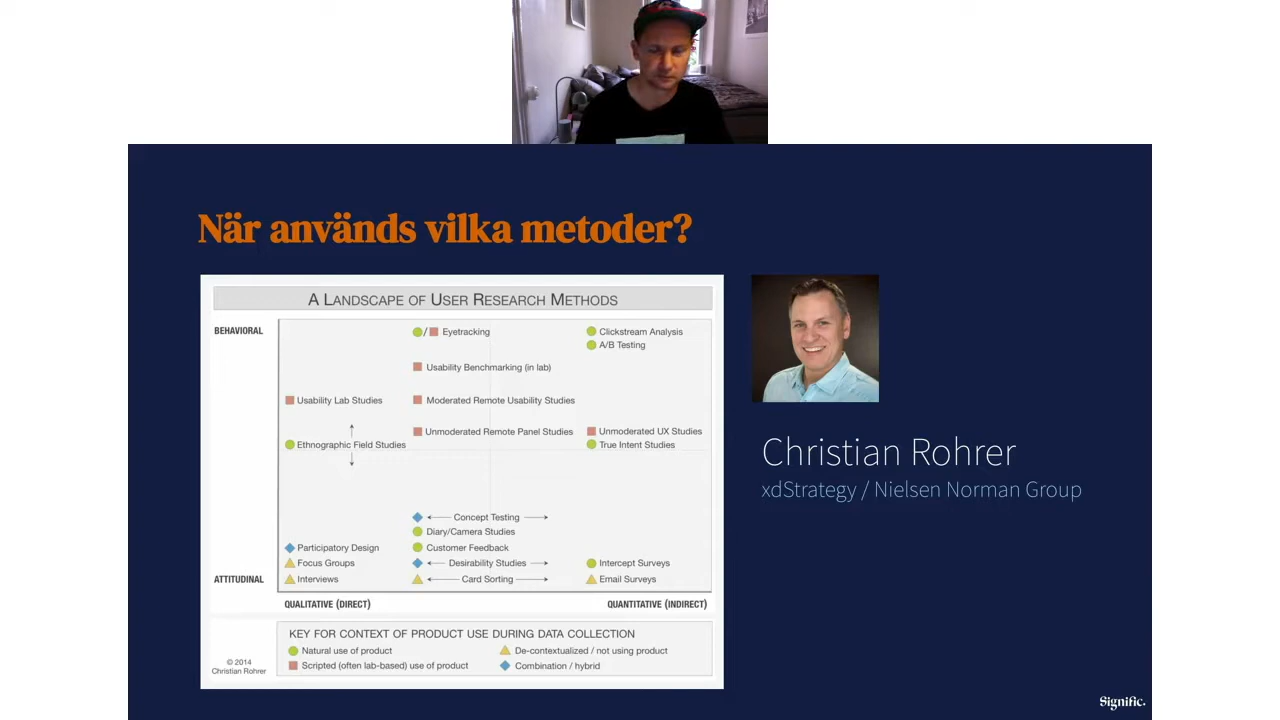 När används vilka metoder?
A LANDSCAPE OF USER RESEARCH METHODS
BEHAVIORAL
/ Eyetracking
Clickstream Analysis
A/B Testing
Usability Benchmarking (in lab)
Usability Lab Studies
Moderated Remote Usability Studies
Unmoderated Remote Panel Studies
Unmoderated UX Studies
Ethnographic Field Studies
True Intent Studies
Concept Testing
Diary/Camera Studies
Participatory Design
Customer Feedback
Focus Groups
Desirability Studies
Intercept Surveys
ATTITUDINAL
Interviews
Card Sorting
Email Surveys
QUALITATIVE (DIRECT)
QUANTITATIVE (INDIRECT)
KEY FOR CONTEXT OF PRODUCT USE DURING DATA COLLECTION
Natural use of product
De-contextualized / not using product
Scripted (often lab-based) use of product
Combination / hybrid
© 2014
Christian Rohrer
Christian Rohrer
xdStrategy / Nielsen Norman Group
Signific.